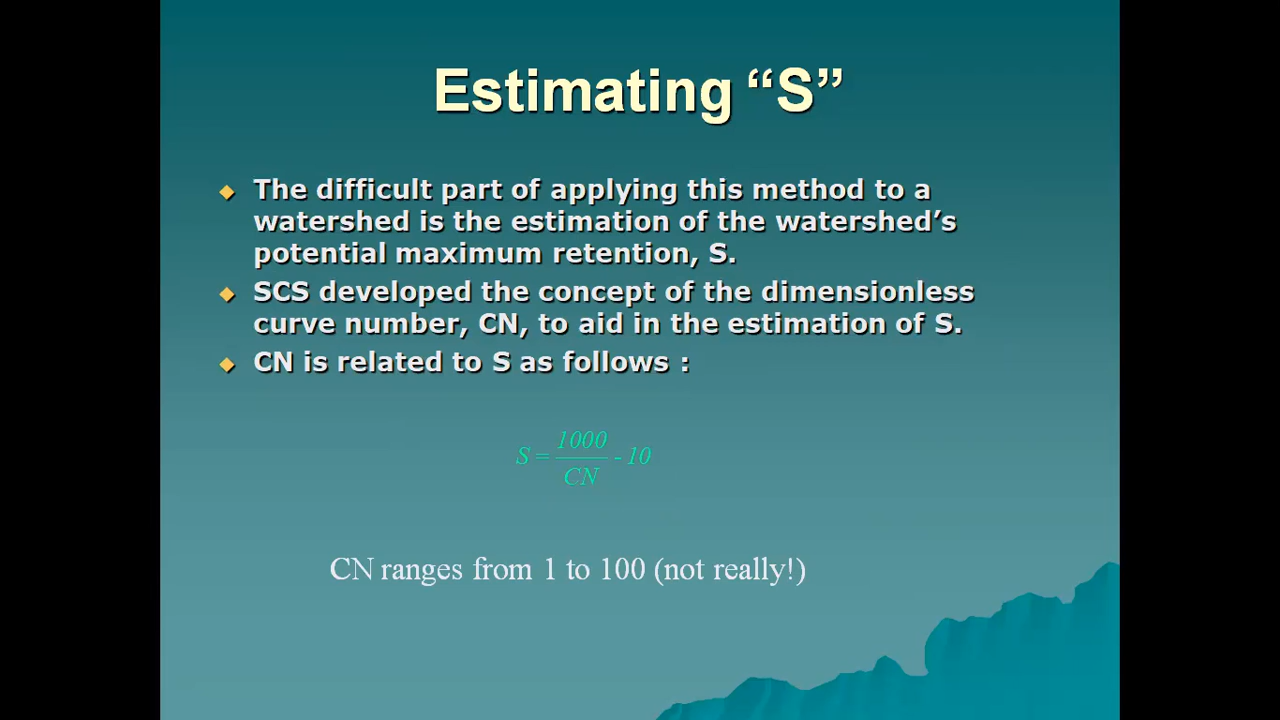 Estimating “S”
The difficult part of applying this method to a
watershed is the estimation of the watershed’s
potential maximum retention, S.
SCS developed the concept of the dimensionless
curve number, CN, to aid in the estimation of S.
CN is related to S as follows :
S = 1000/CN - 10
CN ranges from 1 to 100 (not really!)